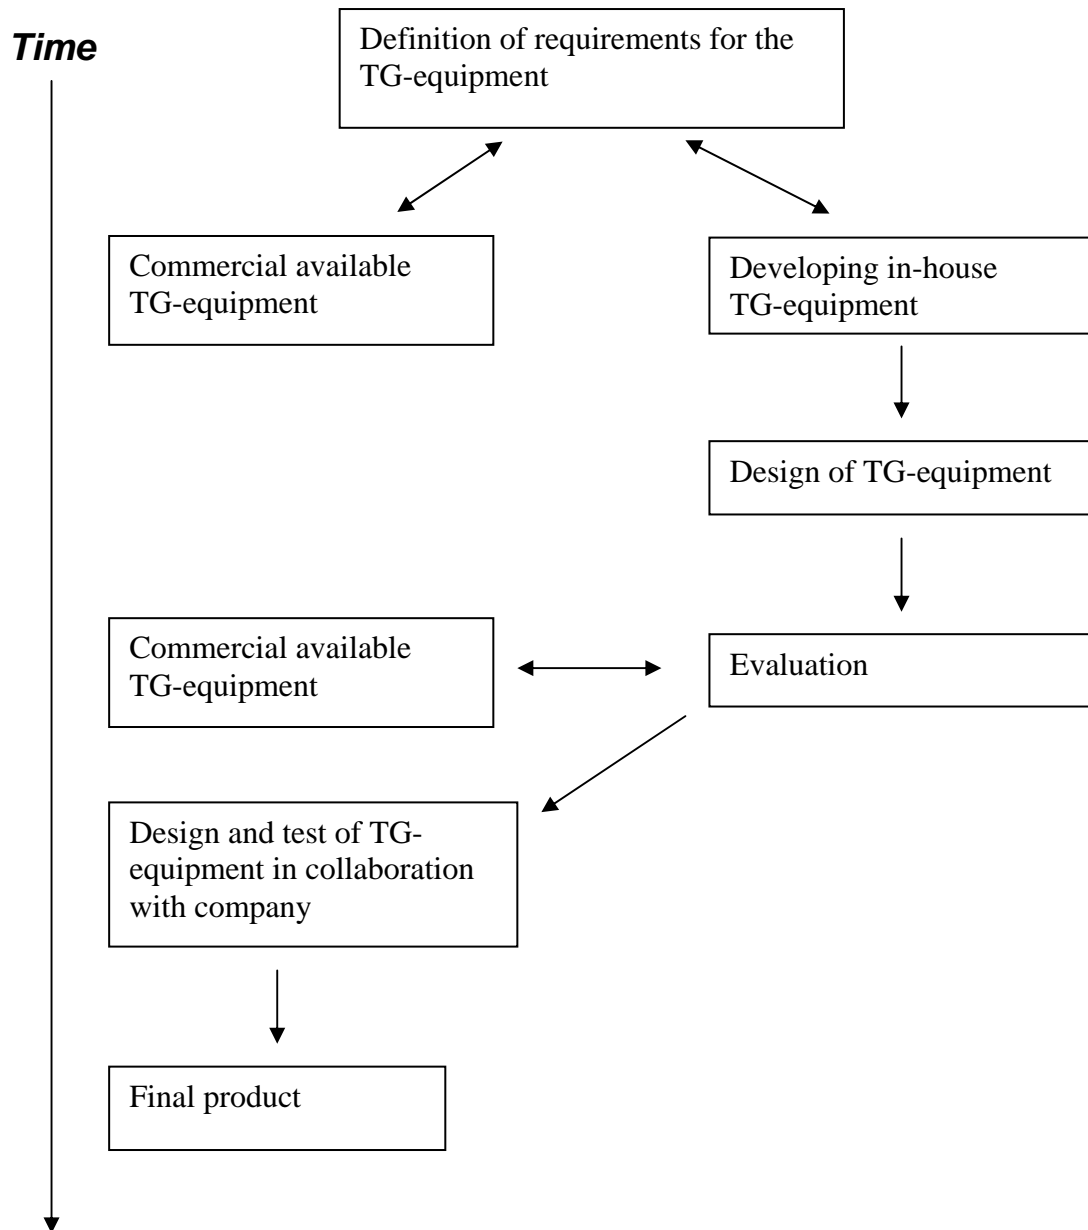 Time
Definition of requirements for the
TG-equipment
Commercial available
TG-equipment
Developing in-house
TG-equipment
Design of TG-equipment
Commercial available
TG-equipment
Evaluation
Design and test of TG-
equipment in collaboration
with company
Final product